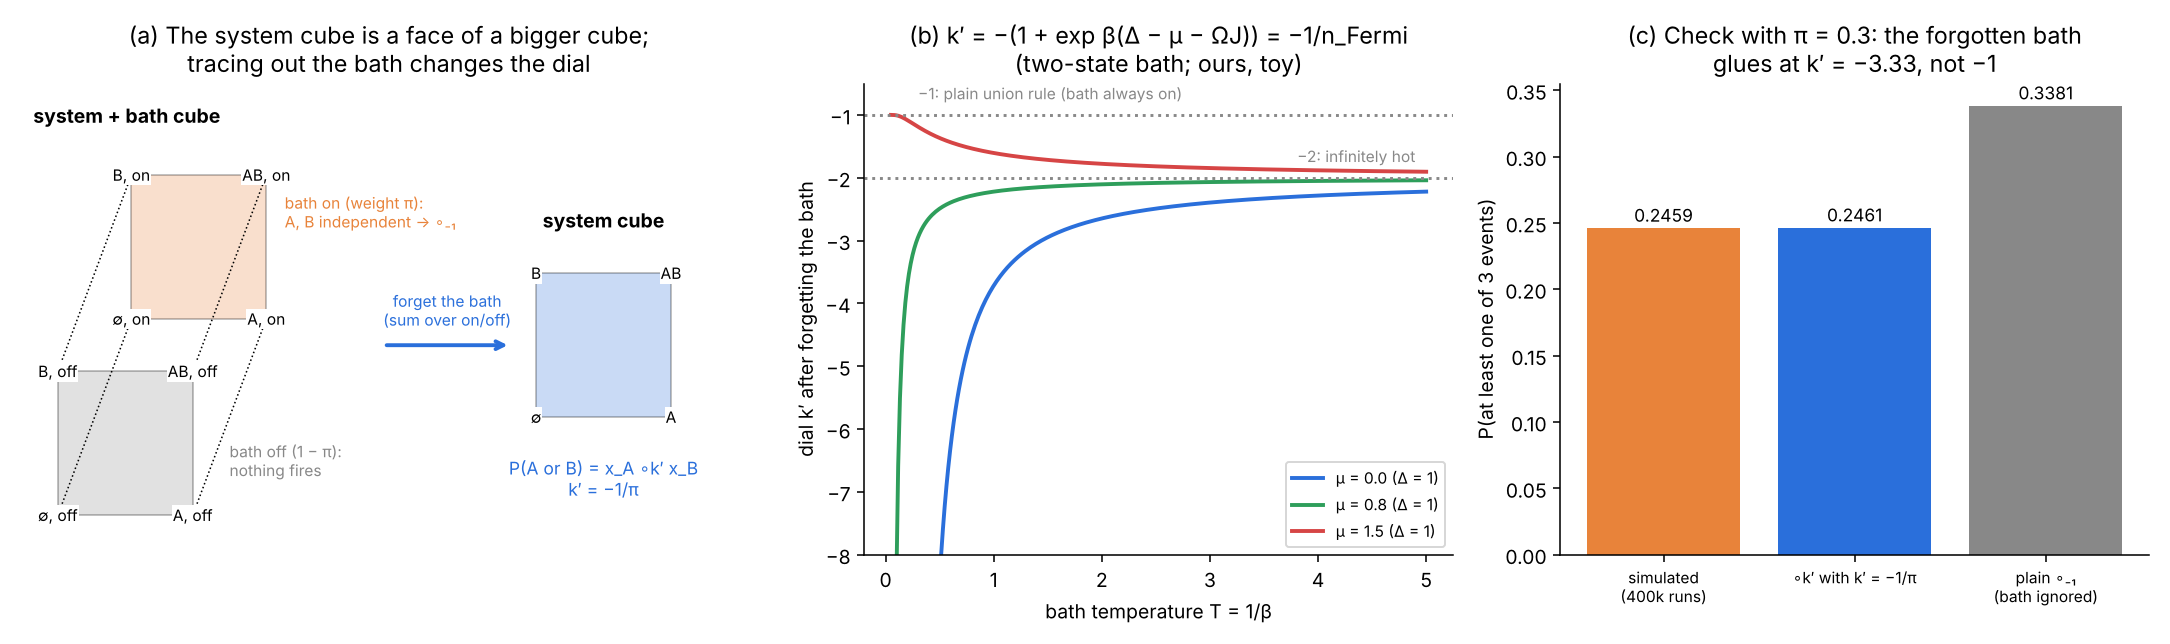 (a) The system cube is a face of a bigger cube;
tracing out the bath changes the dial
system + bath cube
B, on
AB, on
bath on (weight π):
A, B independent → ∘₋₁
ø, on
A, on
B, off
AB, off
bath off (1 − π):
nothing fires
ø, off
A, off
forget the bath
(sum over on/off)
system cube
B
AB
ø
A
P(A or B) = x_A ∘k′ x_B
k′ = −1/π
(b) k′ = −(1 + exp β(Δ − μ − ΩJ)) = −1/n_Fermi
(two-state bath; ours, toy)
−1: plain union rule (bath always on)
−2: infinitely hot
dial k′ after forgetting the bath
−1
−2
−3
−4
−5
−6
−7
−8
0
1
2
3
4
5
bath temperature T = 1/β
μ = 0.0 (Δ = 1)
μ = 0.8 (Δ = 1)
μ = 1.5 (Δ = 1)
(c) Check with π = 0.3: the forgotten bath
glues at k′ = −3.33, not −1
P(at least one of 3 events)
0.35
0.30
0.25
0.20
0.15
0.10
0.05
0.00
0.2459
0.2461
0.3381
simulated
(400k runs)
∘k′ with k′ = −1/π
plain ∘₋₁
(bath ignored)